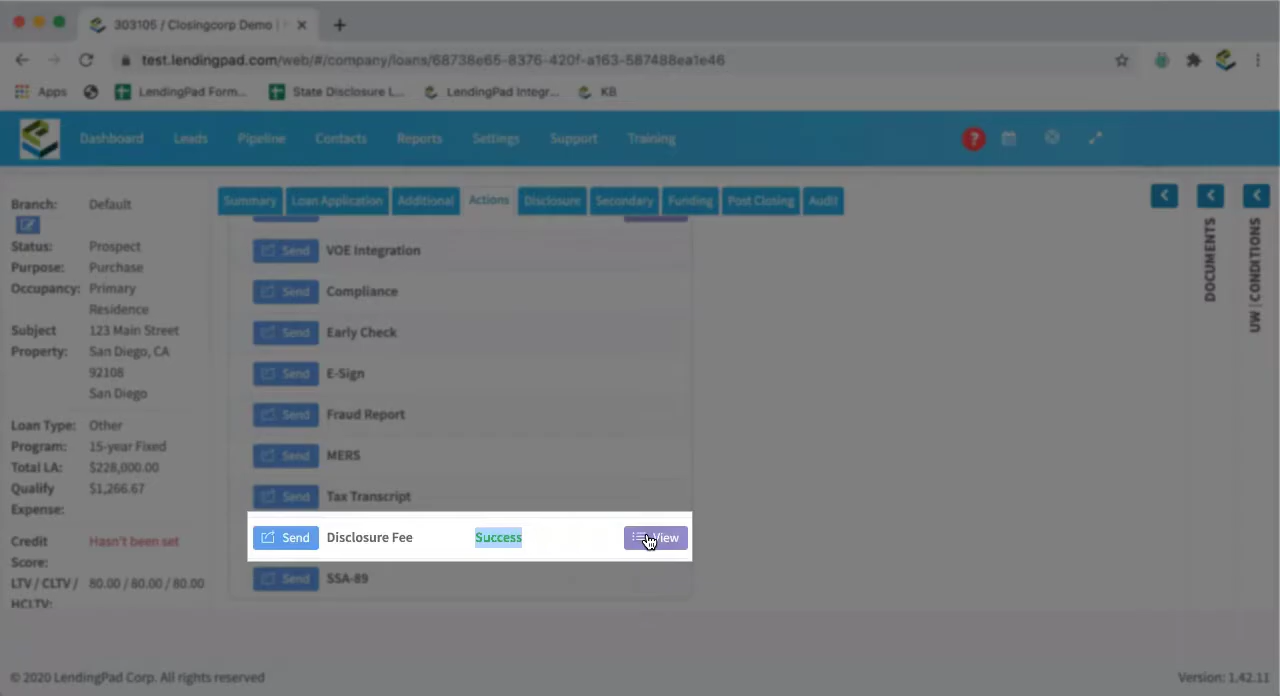 303105 / Closingcorp Demo |
test.lendingpad.com/web/#/company/loans/68738e65-8376-420f-a163-587488ea1e46
Apps
LendingPad Form...
State Disclosure L...
LendingPad Integr...
KB
Dashboard
Leads
Pipeline
Contacts
Reports
Settings
Support
Training
?
Branch: Default
Status: Prospect
Purpose: Purchase
Occupancy: Primary
Residence
Subject 123 Main Street
Property: San Diego, CA
92108
San Diego
Loan Type: Other
Program: 15-year Fixed
Total LA: $228,000.00
Qualify $1,266.67
Expense:
Credit Hasn't been set
Score:
LTV / CLTV / 80.00 / 80.00 / 80.00
HCLTV:
Summary
Loan Application
Additional
Actions
Disclosure
Secondary
Funding
Post Closing
Audit
Send VOE Integration
Send Compliance
Send Early Check
Send E-Sign
Send Fraud Report
Send MERS
Send Tax Transcript
Send Disclosure Fee Success View
Send SSA-89
DOCUMENTS
UW | CONDITIONS
© 2020 LendingPad Corp. All rights reserved
Version: 1.42.11